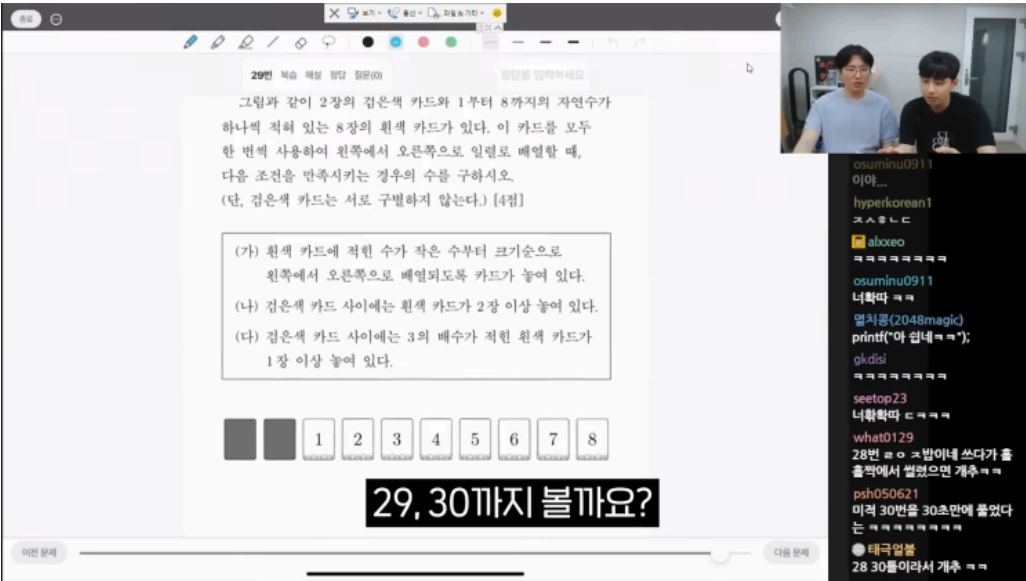 종료
보기
통신
파일&기타
29번 복습 해설 정답 질문(0)
정답을 입력하세요
그림과 같이 2장의 검은색 카드와 1부터 8까지의 자연수가
하나씩 적혀 있는 8장의 흰색 카드가 있다. 이 카드를 모두
한 번씩 사용하여 왼쪽에서 오른쪽으로 일렬로 배열할 때,
다음 조건을 만족시키는 경우의 수를 구하시오.
(단, 검은색 카드는 서로 구별하지 않는다.) [4점]
(가) 흰색 카드에 적힌 수가 작은 수부터 크기순으로
왼쪽에서 오른쪽으로 배열되도록 카드가 놓여 있다.
(나) 검은색 카드 사이에는 흰색 카드가 2장 이상 놓여 있다.
(다) 검은색 카드 사이에는 3의 배수가 적힌 흰색 카드가
1장 이상 놓여 있다.
1 2 3 4 5 6 7 8
29, 30까지 볼까요?
이전 문제
다음 문제
osuminu0911
이야...
hyperkorean1
ㅈㅅㅎㄴㄷ
alxxeo
ㅋㅋㅋㅋㅋㅋㅋㅋ
osuminu0911
너확따 ㅋㅋ
멸치콩(2048magic)
printf("아 쉽네ㅋㅋ");
gkdisi
ㅋㅋㅋㅋㅋㅋㅋㅋ
seetop23
너확확따 ㄷㅋㅋㅋ
what0129
28번 ㄹㅇ ㅈ밥이네 쓰다가 홀
홀짝에서 썰렸으면 개추ㅋㅋ
psh050621
미적 30번을 30초만에 풀었다
는 ㅋㅋㅋㅋㅋㅋㅋㅋ
태극얼불
28 30틀이라서 개추 ㅋㅋ